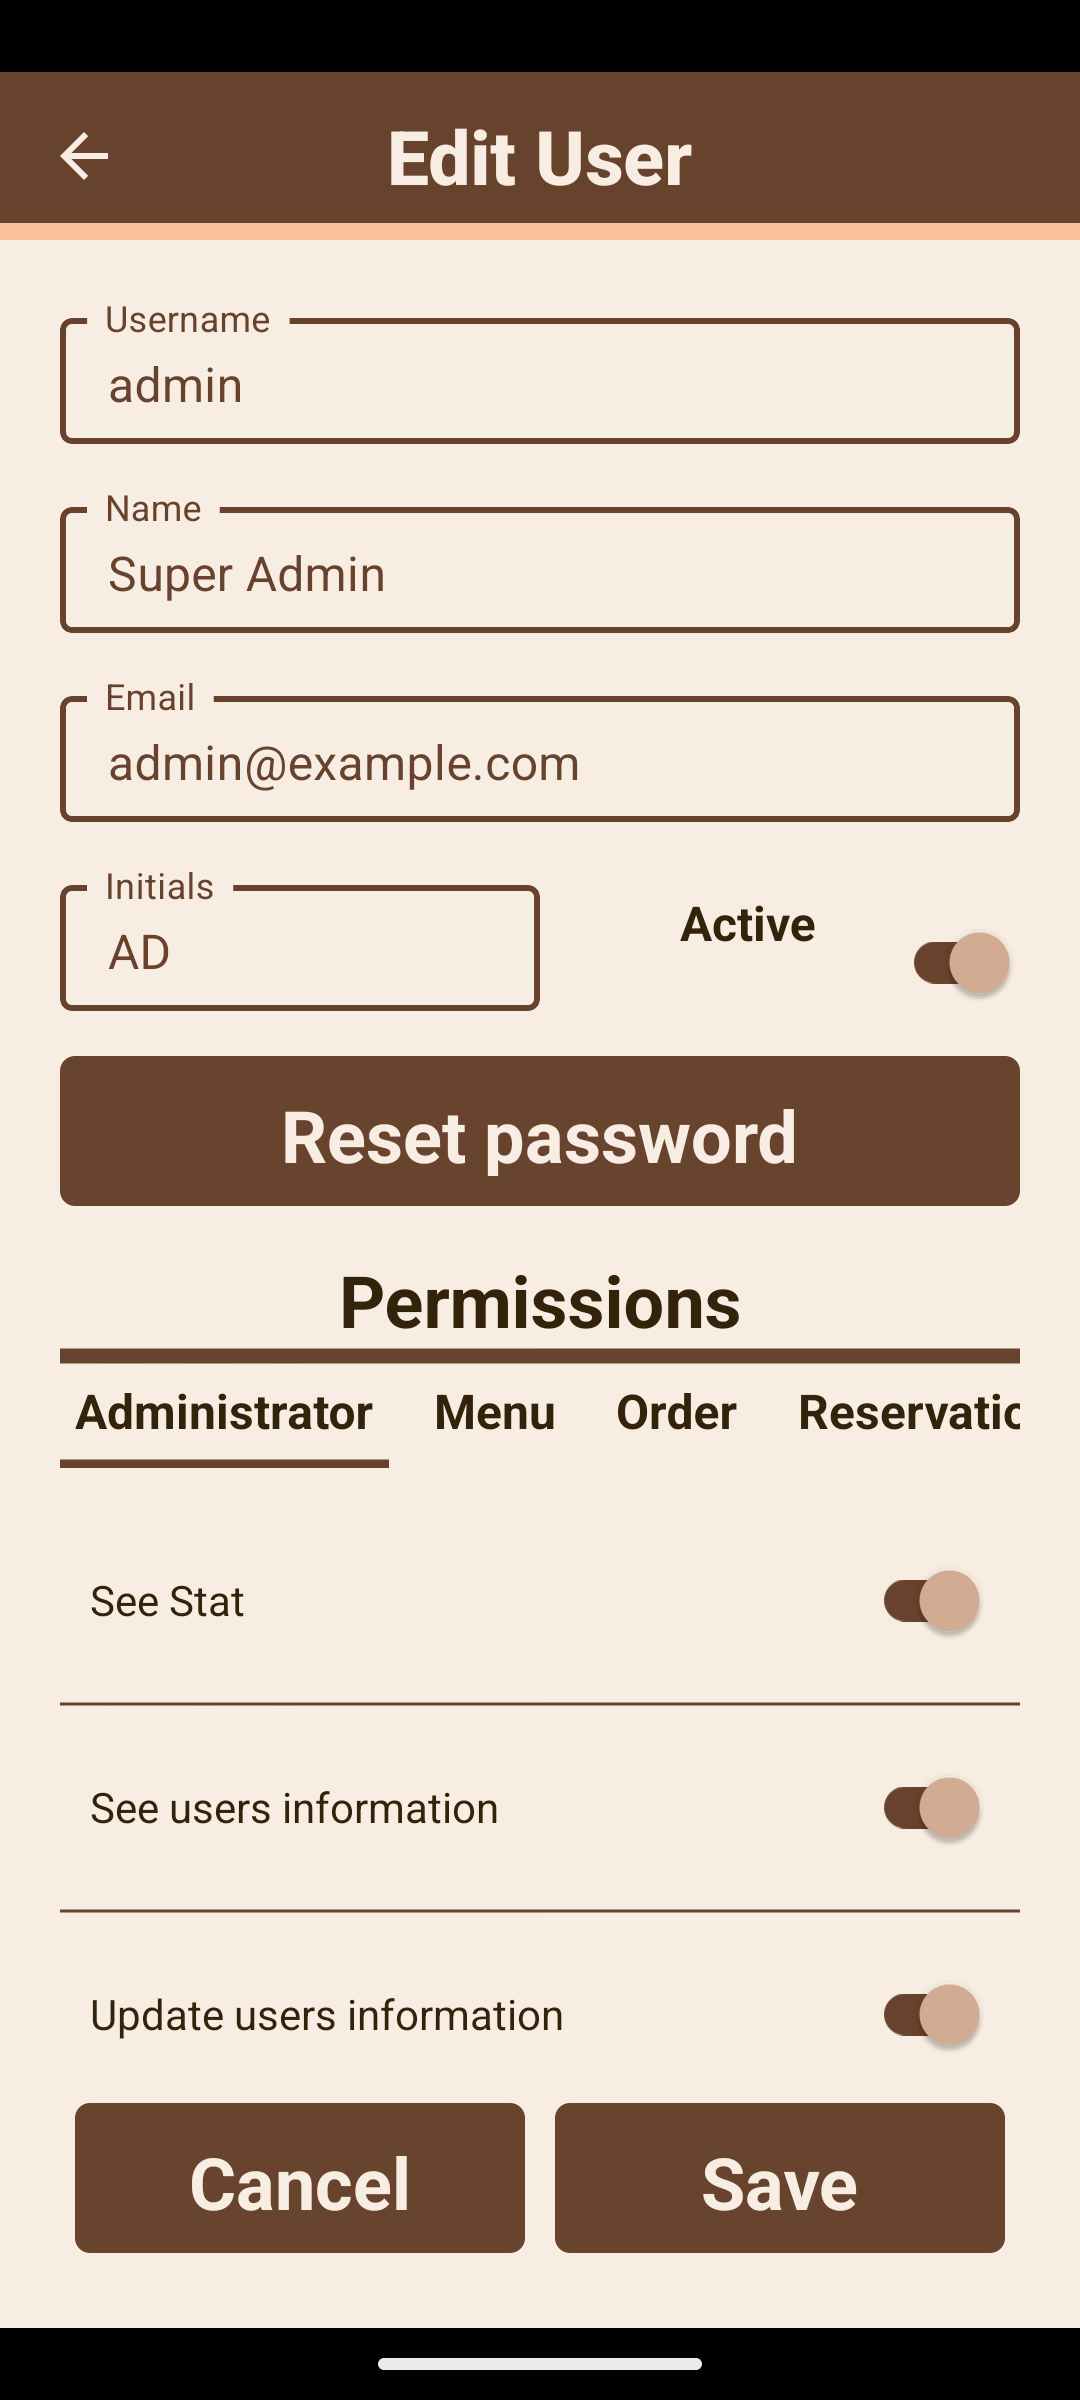 Edit User
Username
admin
Name
Super Admin
Email
admin@example.com
Initials
AD
Active
Reset password
Permissions
Administrator Menu Order Reservatio
See Stat
See users information
Update users information
Cancel Save